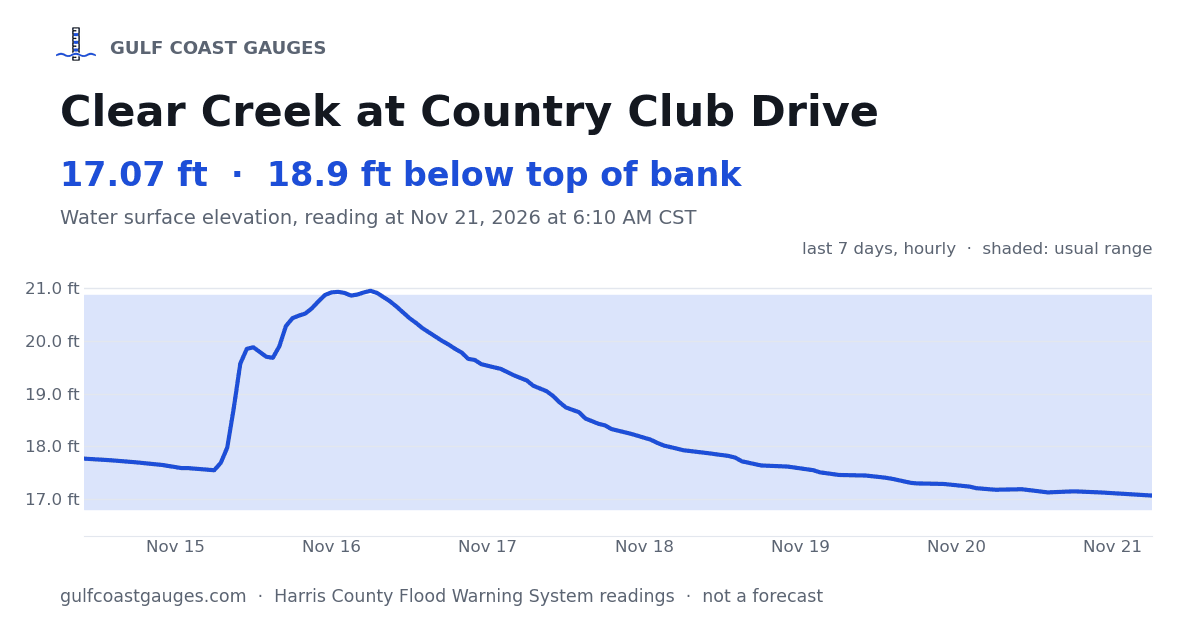 GULF COAST GAUGES
Clear Creek at Country Club Drive
17.07 ft · 18.9 ft below top of bank
Water surface elevation, reading at Nov 21, 2026 at 6:10 AM CST
last 7 days, hourly · shaded: usual range
21.0 ft
20.0 ft
19.0 ft
18.0 ft
17.0 ft
Nov 15 Nov 16 Nov 17 Nov 18 Nov 19 Nov 20 Nov 21
gulfcoastgauges.com · Harris County Flood Warning System readings · not a forecast